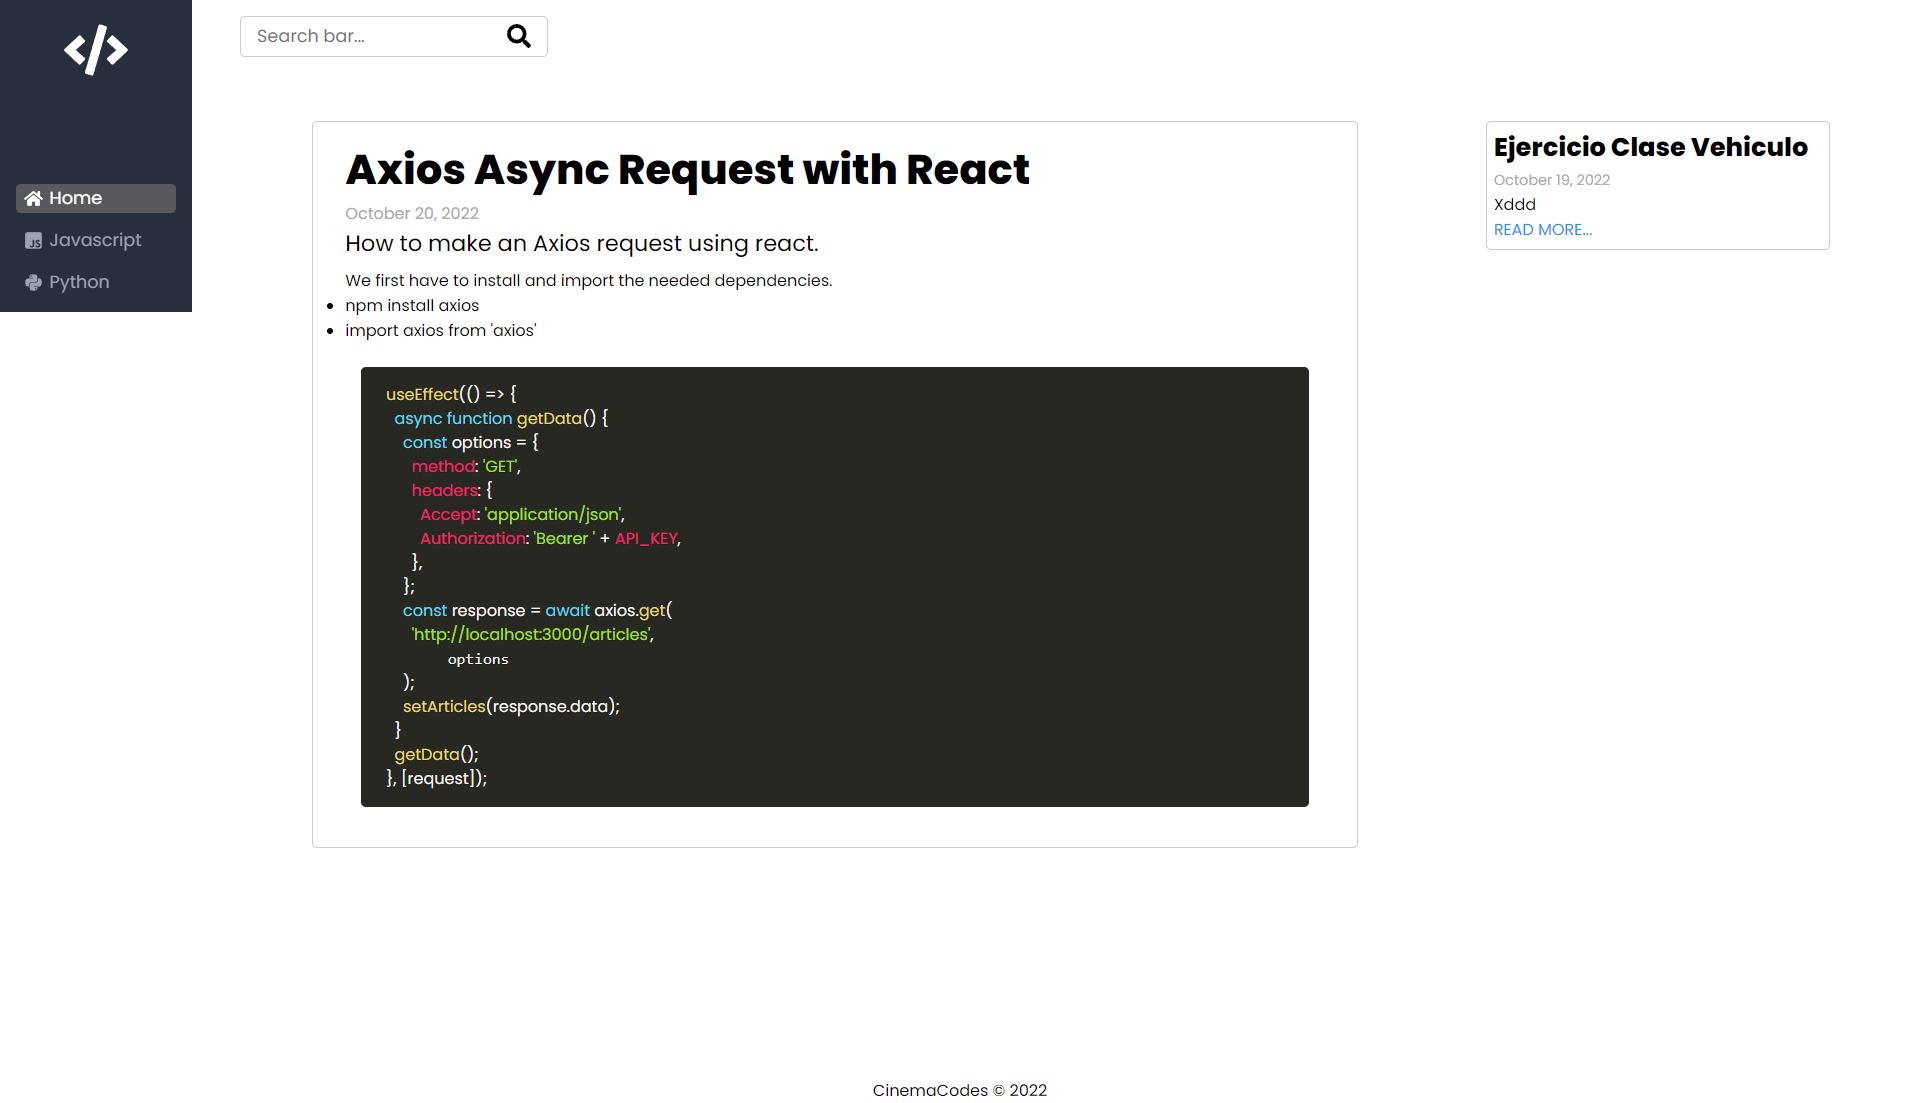 Search bar...
Home
Javascript
Python
Axios Async Request with React
October 20, 2022
How to make an Axios request using react.
We first have to install and import the needed dependencies.
npm install axios
import axios from 'axios'
useEffect(() => {
async function getData() {
const options = {
method: 'GET',
headers: {
Accept: 'application/json',
Authorization: 'Bearer ' + API_KEY,
},
};
const response = await axios.get(
'http://localhost:3000/articles',
options
);
setArticles(response.data);
}
getData();
}, [request]);
Ejercicio Clase Vehiculo
October 19, 2022
Xddd
READ MORE...
CinemaCodes © 2022